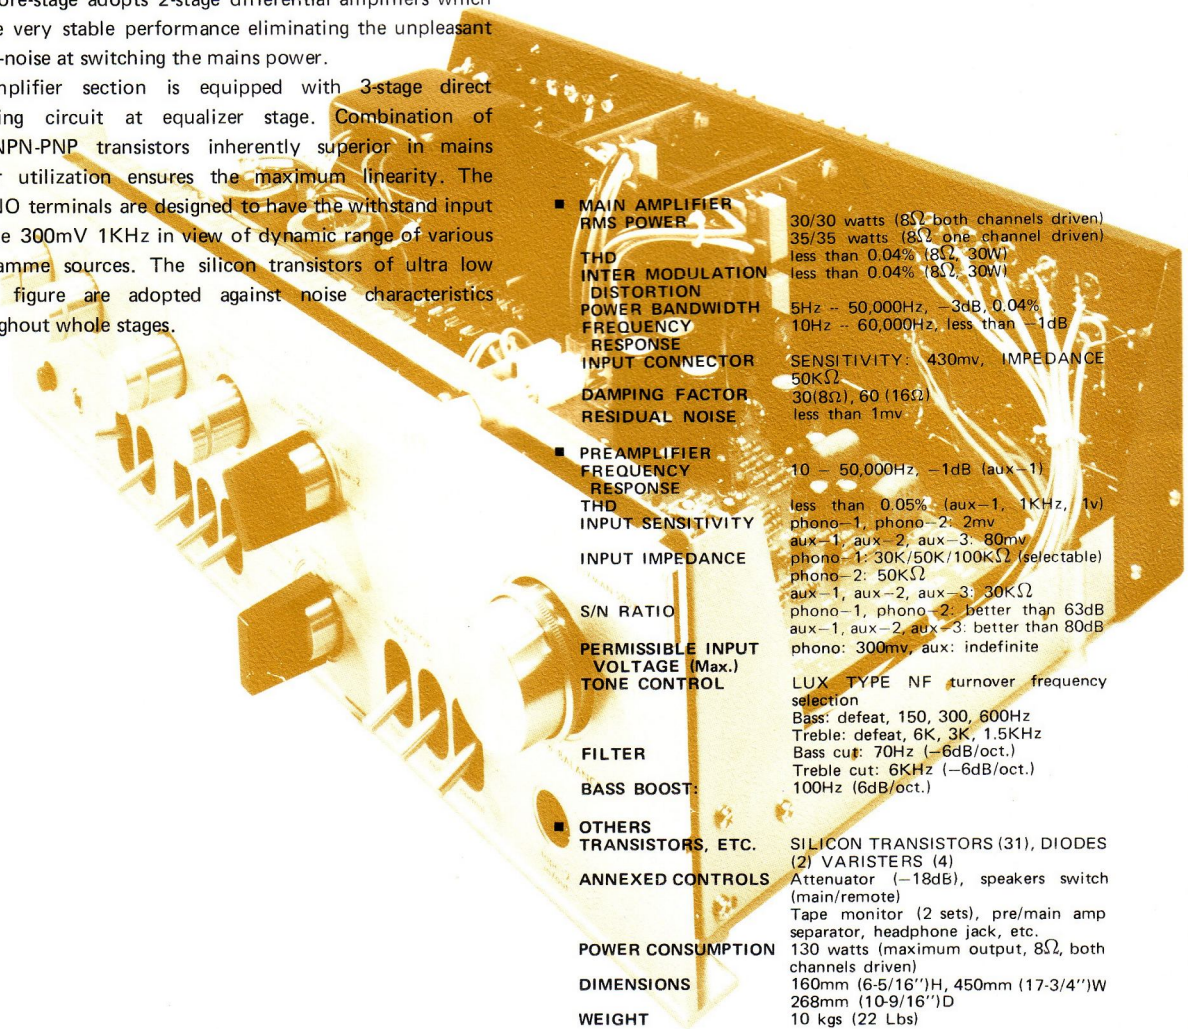 pre-stage adopts 2-stage differential amplifiers which
very stable performance eliminating the unpleasant
-noise at switching the mains power.
mplifier section is equipped with 3-stage direct
ing circuit at equalizer stage. Combination of
NPN-PNP transistors inherently superior in mains
utilization ensures the maximum linearity. The
terminals are designed to have the withstand input
300mV 1KHz in view of dynamic range of various
amme sources. The silicon transistors of ultra low
figure are adopted against noise characteristics
ghout whole stages.
■ MAIN AMPLIFIER
RMS POWER 30/30 watts (8Ω both channels driven)
35/35 watts (8Ω one channel driven)
THD less than 0.04% (8Ω, 30W)
INTER MODULATION less than 0.04% (8Ω, 30W)
DISTORTION
POWER BANDWIDTH 5Hz -- 50,000Hz, −3dB, 0.04%
FREQUENCY 10Hz -- 60,000Hz, less than −1dB
RESPONSE
INPUT CONNECTOR SENSITIVITY: 430mv, IMPEDANCE
50KΩ
DAMPING FACTOR 30(8Ω), 60 (16Ω)
RESIDUAL NOISE less than 1mv
■ PREAMPLIFIER
FREQUENCY 10 − 50,000Hz, −1dB (aux−1)
RESPONSE
THD less than 0.05% (aux−1, 1KHz, 1v)
INPUT SENSITIVITY phono−1, phono−2: 2mv
aux−1, aux−2, aux−3: 80mv
INPUT IMPEDANCE phono−1: 30K/50K/100KΩ (selectable)
phono−2: 50KΩ
aux−1, aux−2, aux−3: 30KΩ
S/N RATIO phono−1, phono−2: better than 63dB
aux−1, aux−2, aux−3: better than 80dB
PERMISSIBLE INPUT phono: 300mv, aux: indefinite
VOLTAGE (Max.)
TONE CONTROL LUX TYPE NF turnover frequency
selection
Bass: defeat, 150, 300, 600Hz
Treble: defeat, 6K, 3K, 1.5KHz
FILTER Bass cut: 70Hz (−6dB/oct.)
Treble cut: 6KHz (−6dB/oct.)
BASS BOOST: 100Hz (6dB/oct.)
■ OTHERS
TRANSISTORS, ETC. SILICON TRANSISTORS (31), DIODES
(2) VARISTERS (4)
ANNEXED CONTROLS Attenuator (−18dB), speakers switch
(main/remote)
Tape monitor (2 sets), pre/main amp
separator, headphone jack, etc.
POWER CONSUMPTION 130 watts (maximum output, 8Ω, both
channels driven)
DIMENSIONS 160mm (6-5/16'')H, 450mm (17-3/4'')W
268mm (10-9/16'')D
WEIGHT 10 kgs (22 Lbs)